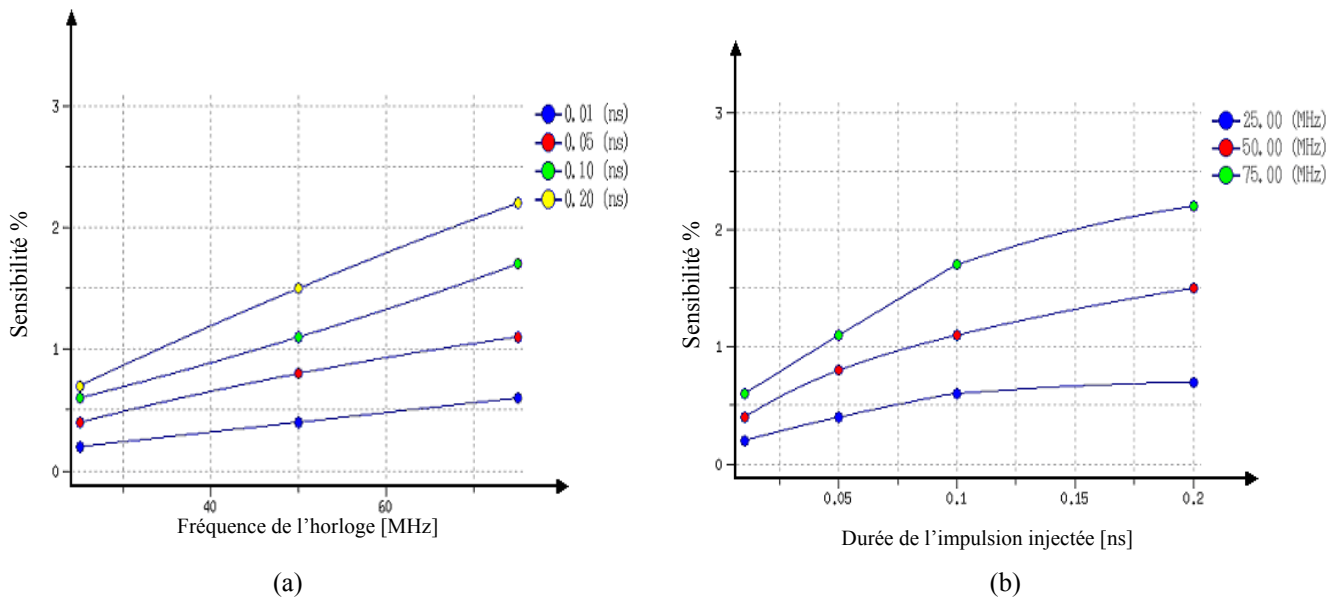 Sensibilité %
3
2
1
0
40
60
Fréquence de l’horloge [MHz]
0.01 (ns)
0.05 (ns)
0.10 (ns)
0.20 (ns)
(a)
Sensibilité %
3
2
1
0
0.05
0.1
0.15
0.2
Durée de l’impulsion injectée [ns]
25.00 (MHz)
50.00 (MHz)
75.00 (MHz)
(b)